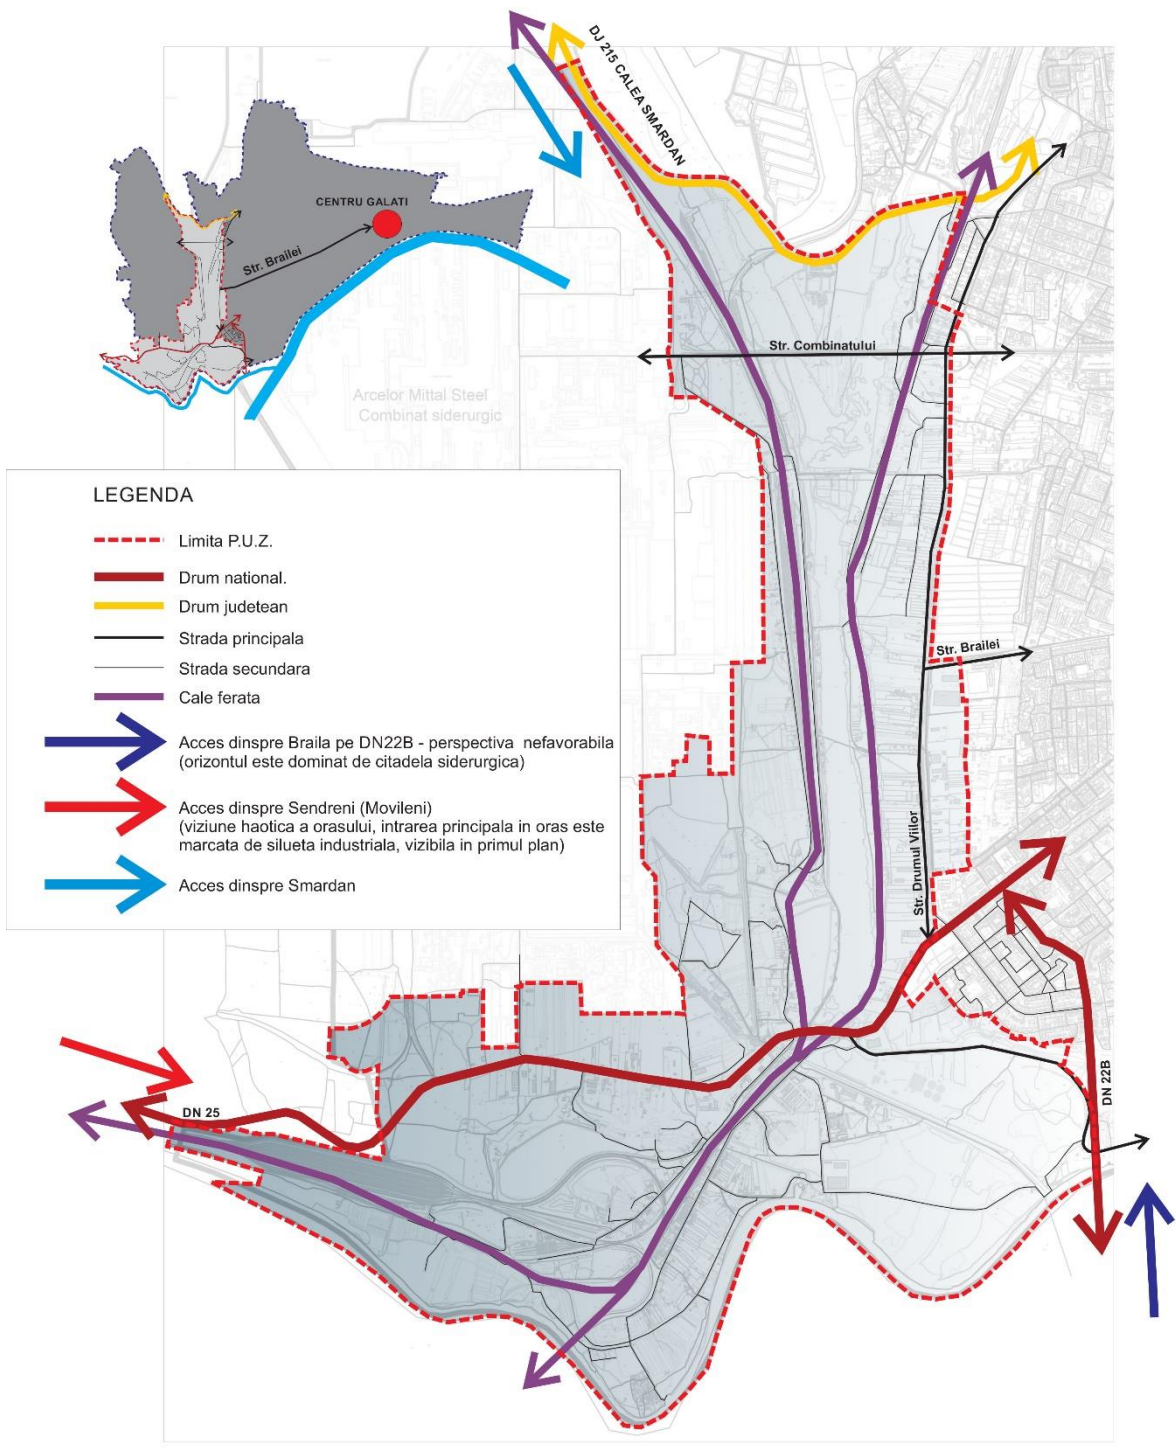 DJ 215 CALEA SMARDAN
CENTRU GALATI
Str. Brailei
Str. Combinatului
Arcelor Mittal Steel
Combinat siderurgic
LEGENDA
Limita P.U.Z.
Drum national.
Drum judetean
Strada principala
Strada secundara
Cale ferata
Acces dinspre Braila pe DN22B - perspectiva nefavorabila
(orizontul este dominat de citadela siderurgica)
Acces dinspre Sendreni (Movileni)
(viziune haotica a orasului, intrarea principala in oras este
marcata de silueta industriala, vizibila in primul plan)
Acces dinspre Smardan
Str. Brailei
Str. Drumul Viilor
DN 25
DN 22B